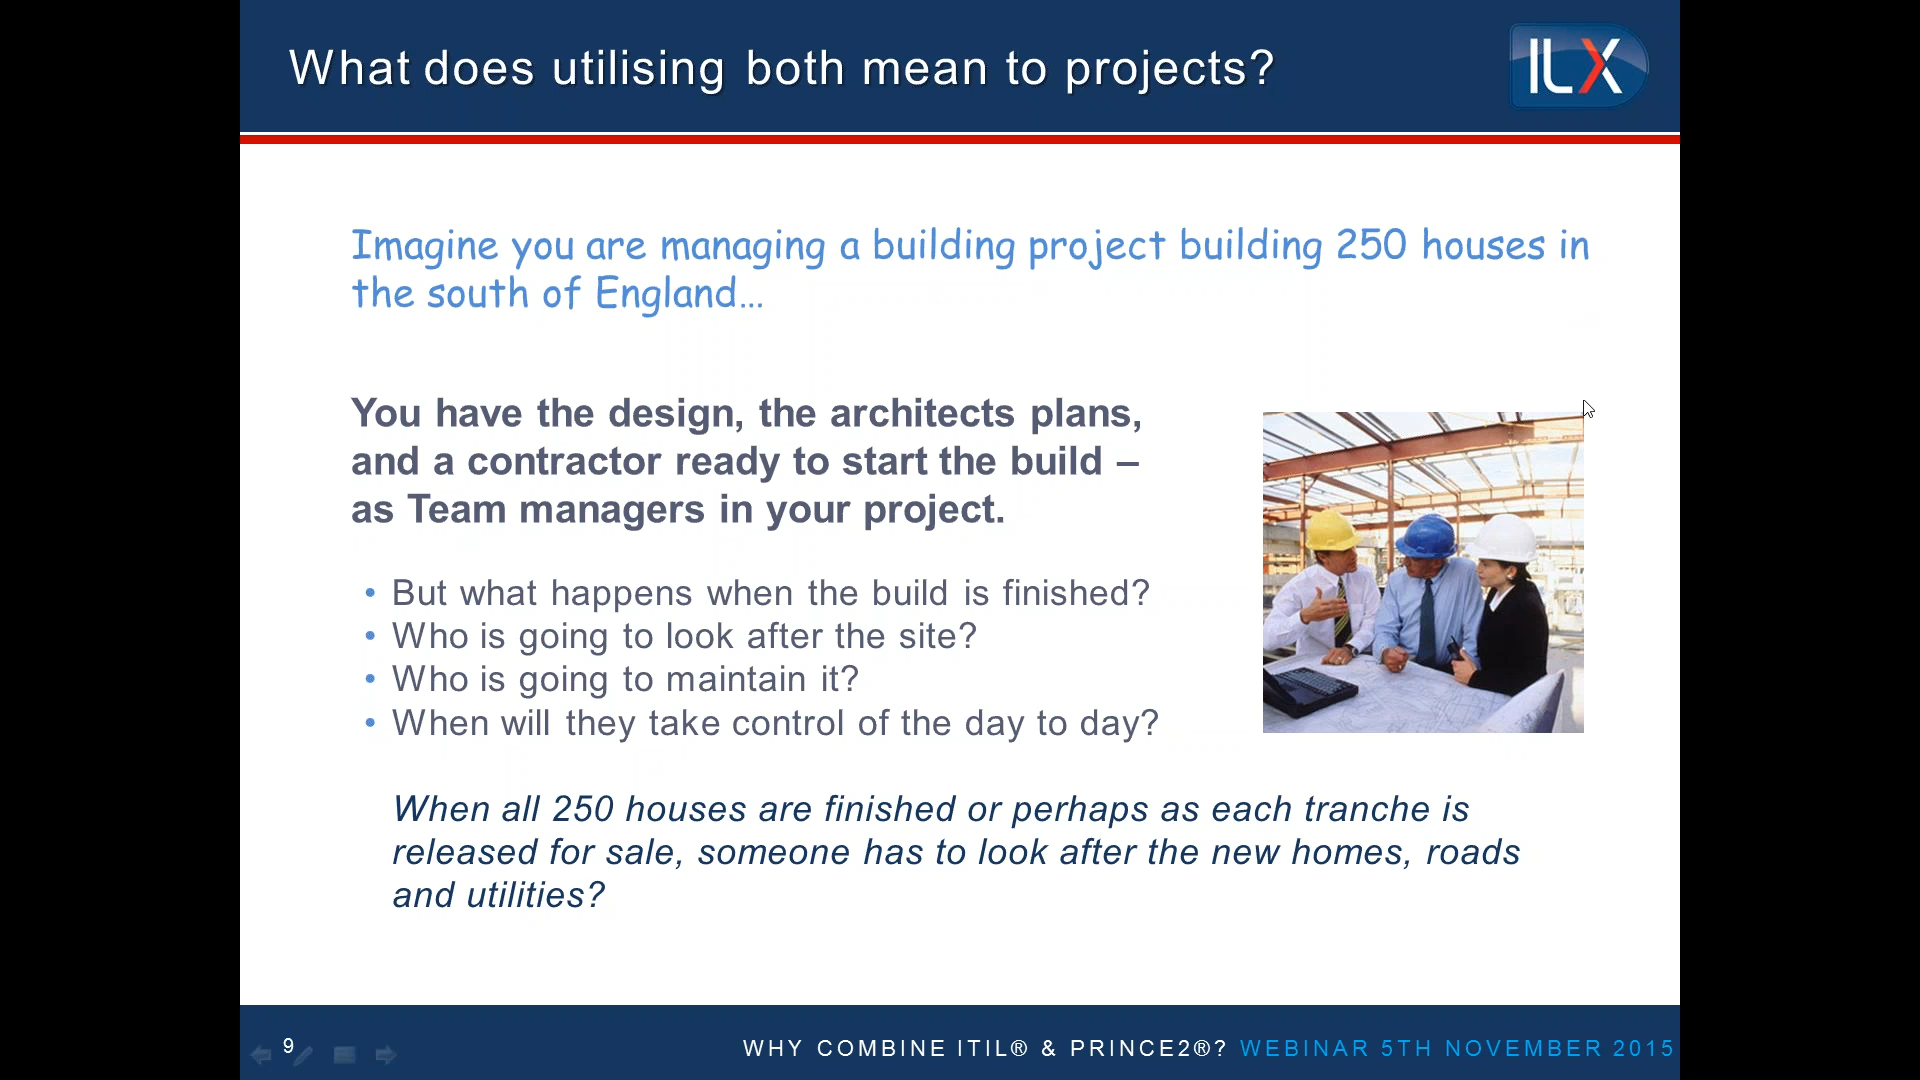 What does utilising both mean to projects?
ILX
Imagine you are managing a building project building 250 houses in
the south of England...
You have the design, the architects plans,
and a contractor ready to start the build –
as Team managers in your project.
• But what happens when the build is finished?
• Who is going to look after the site?
• Who is going to maintain it?
• When will they take control of the day to day?
When all 250 houses are finished or perhaps as each tranche is
released for sale, someone has to look after the new homes, roads
and utilities?
9
WHY COMBINE ITIL® & PRINCE2®? WEBINAR 5TH NOVEMBER 2015